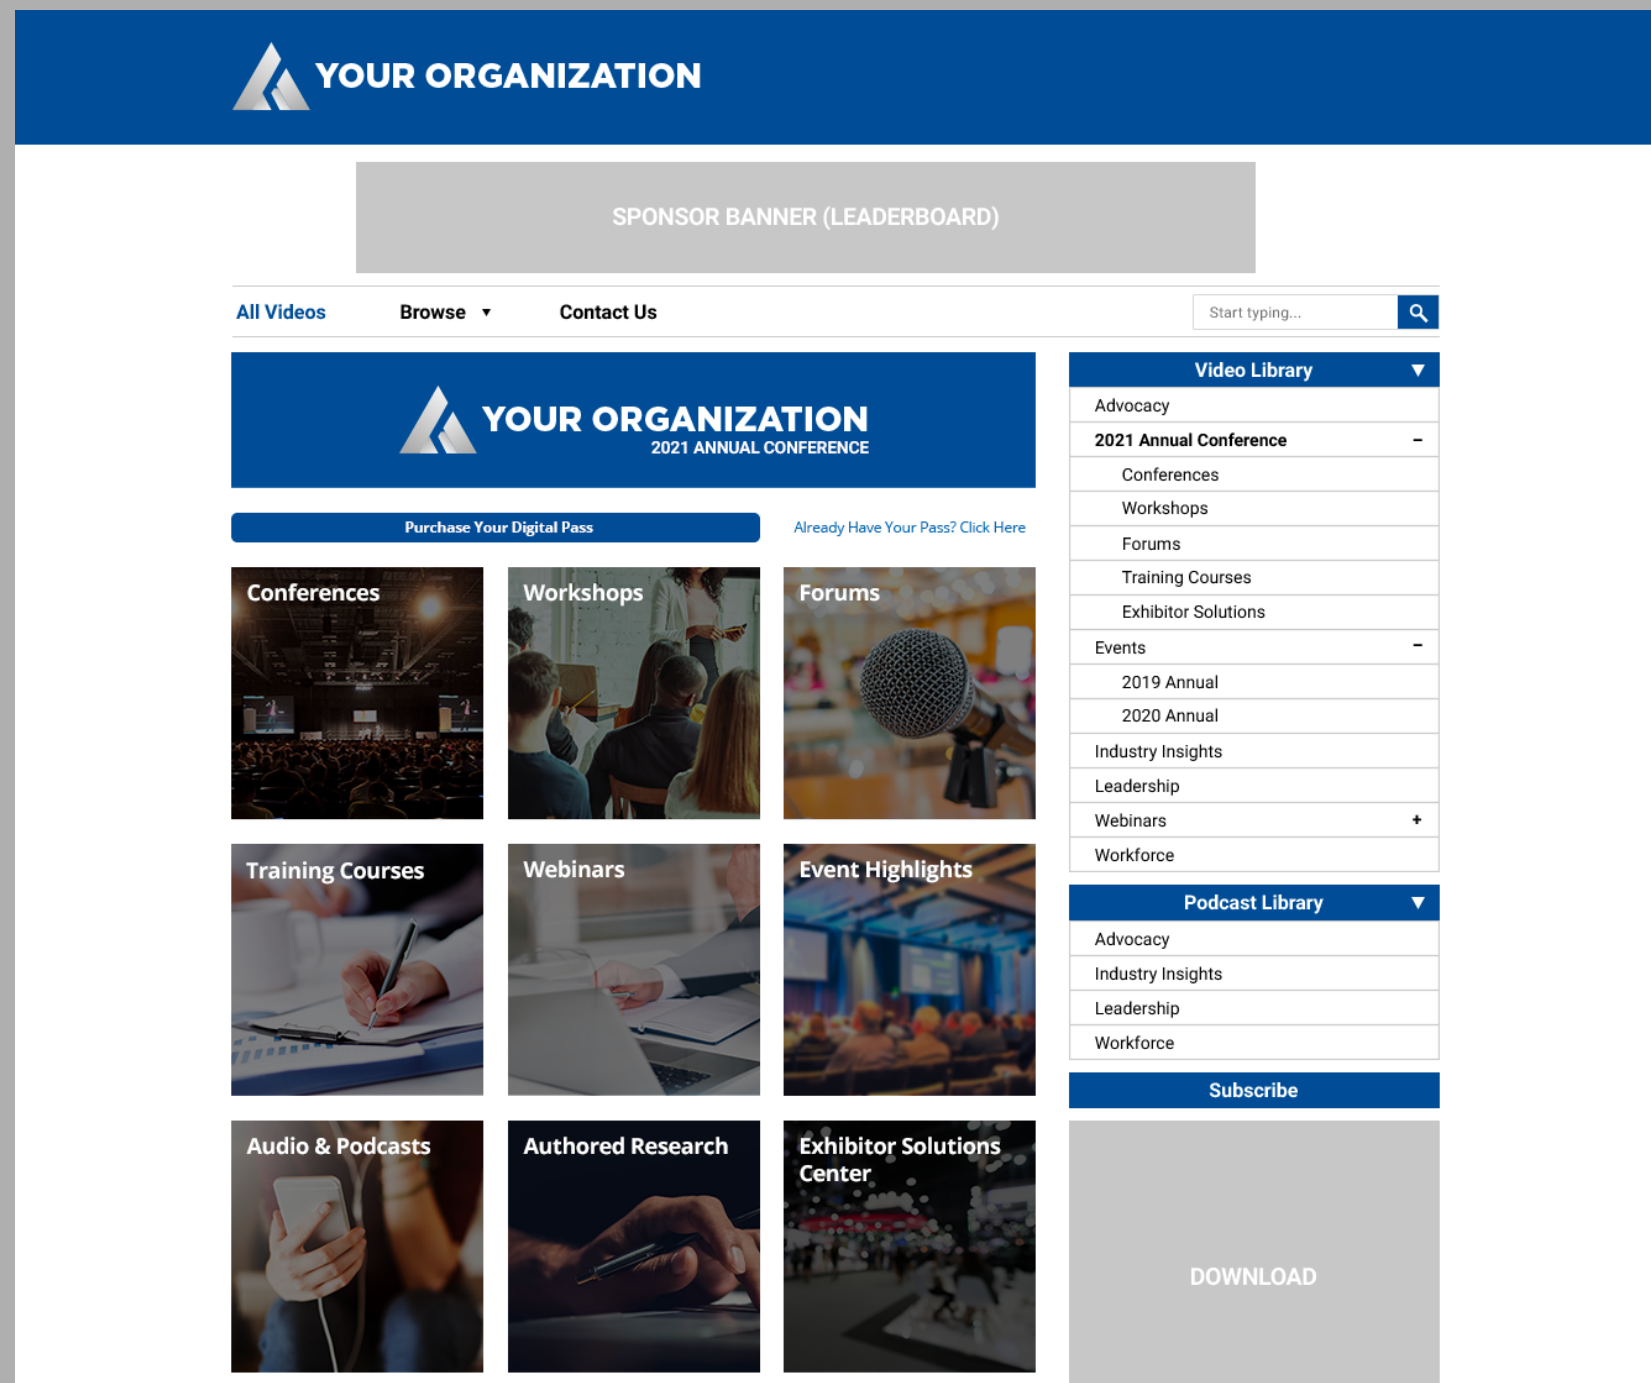 YOUR ORGANIZATION
SPONSOR BANNER (LEADERBOARD)
All Videos
Browse
Contact Us
Start typing...
YOUR ORGANIZATION
2021 ANNUAL CONFERENCE
Purchase Your Digital Pass
Already Have Your Pass? Click Here
Conferences
Workshops
Forums
Training Courses
Webinars
Event Highlights
Audio & Podcasts
Authored Research
Exhibitor Solutions
Center
Video Library
Advocacy
2021 Annual Conference
Conferences
Workshops
Forums
Training Courses
Exhibitor Solutions
Events
2019 Annual
2020 Annual
Industry Insights
Leadership
Webinars
Workforce
Podcast Library
Advocacy
Industry Insights
Leadership
Workforce
Subscribe
DOWNLOAD